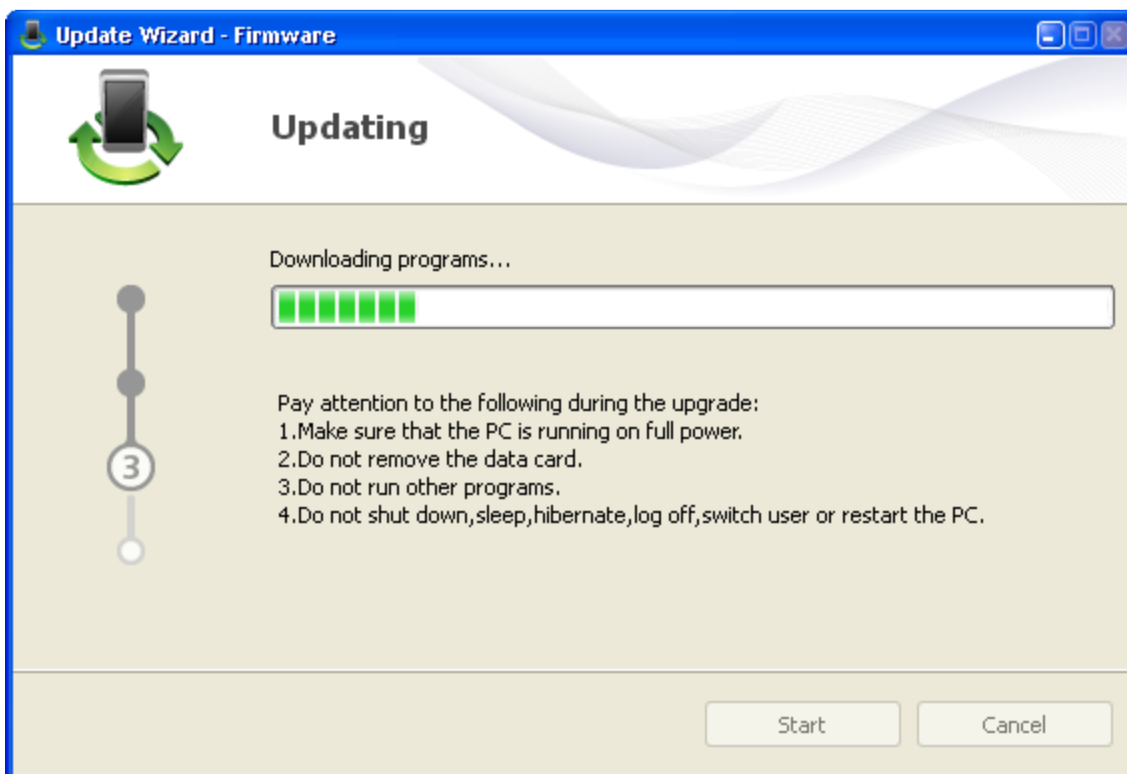 Update Wizard - Firmware
Updating
Downloading programs...
Pay attention to the following during the upgrade:
1.Make sure that the PC is running on full power.
2.Do not remove the data card.
3.Do not run other programs.
3
4.Do not shut down,sleep,hibernate,log off,switch user or restart the PC.
Start
Cancel